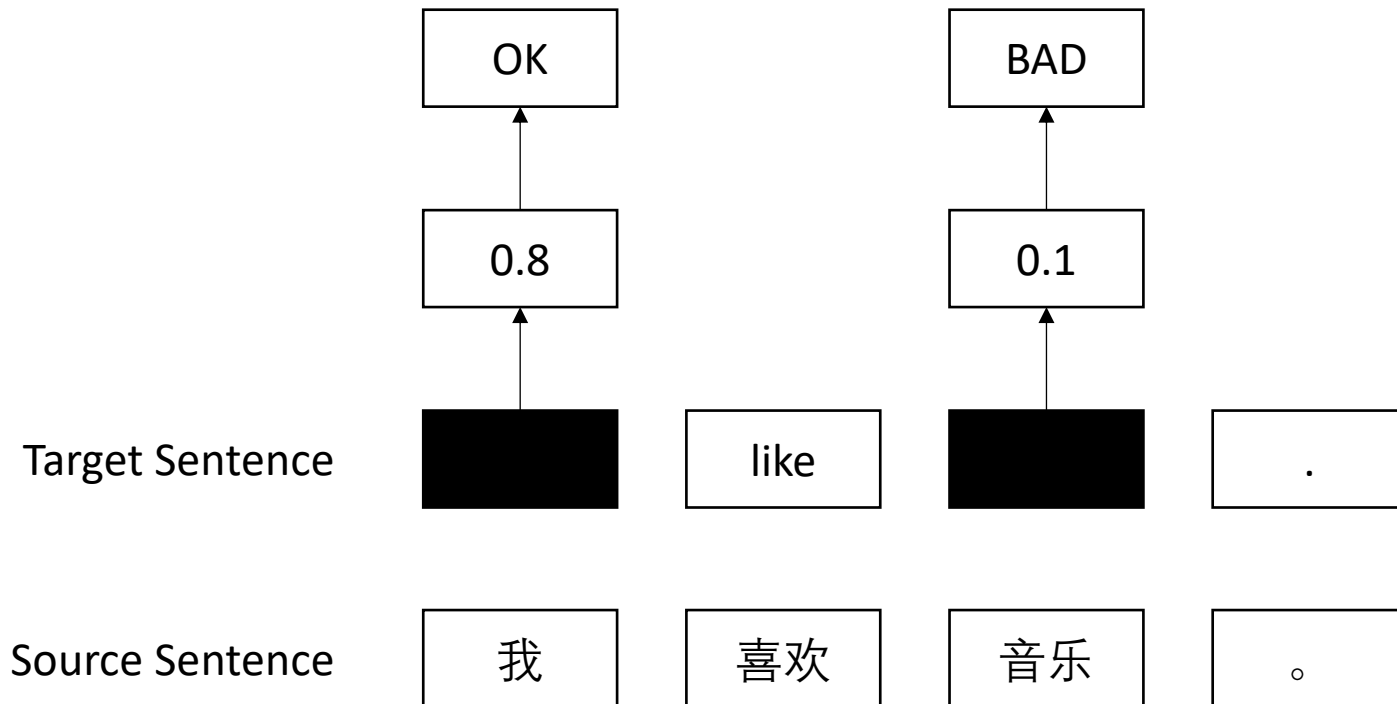 OK BAD
0.8 0.1
Target Sentence like .
Source Sentence 我 喜欢 音乐 。